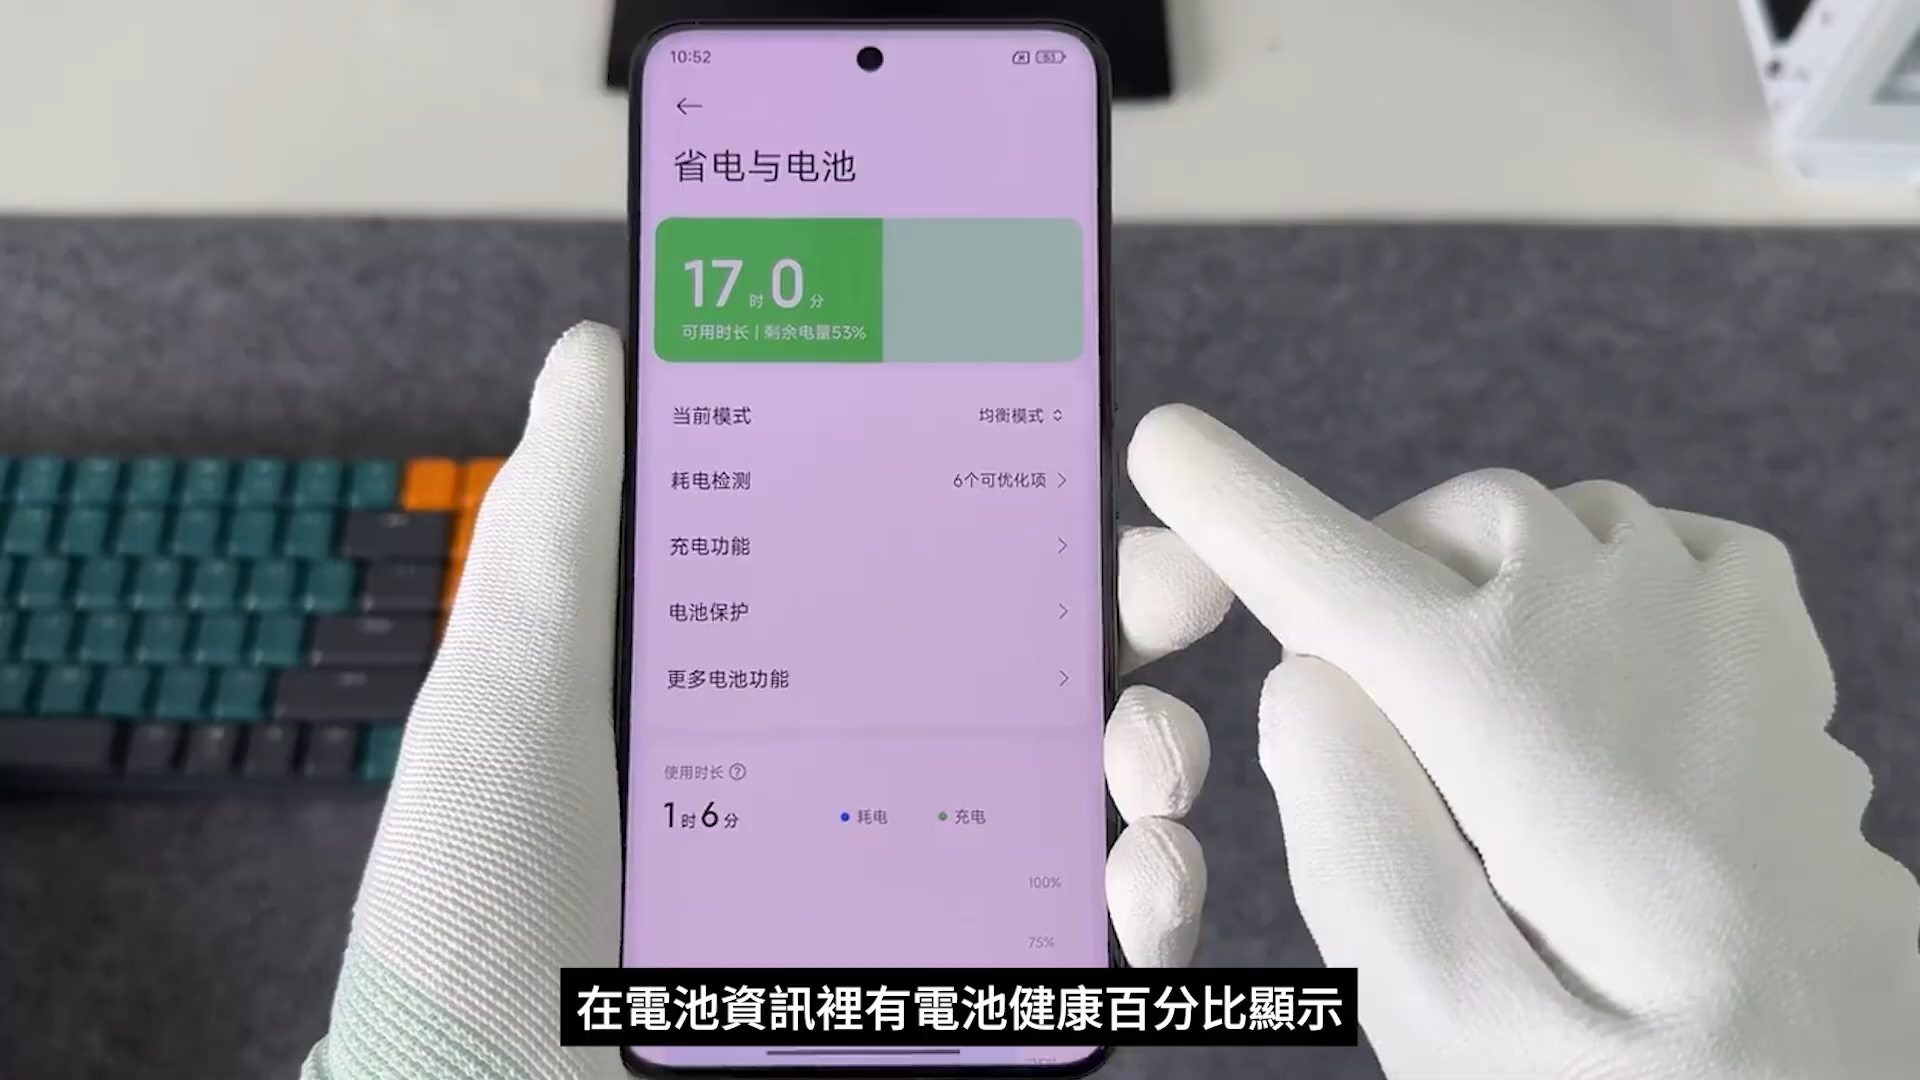 10:52
53
省电与电池
17时0分
可用时长 | 剩余电量53%
当前模式 均衡模式
耗电检测 6个可优化项
充电功能
电池保护
更多电池功能
使用时长
1时6分 耗电 充电
100%
75%
在電池資訊裡有電池健康百分比顯示